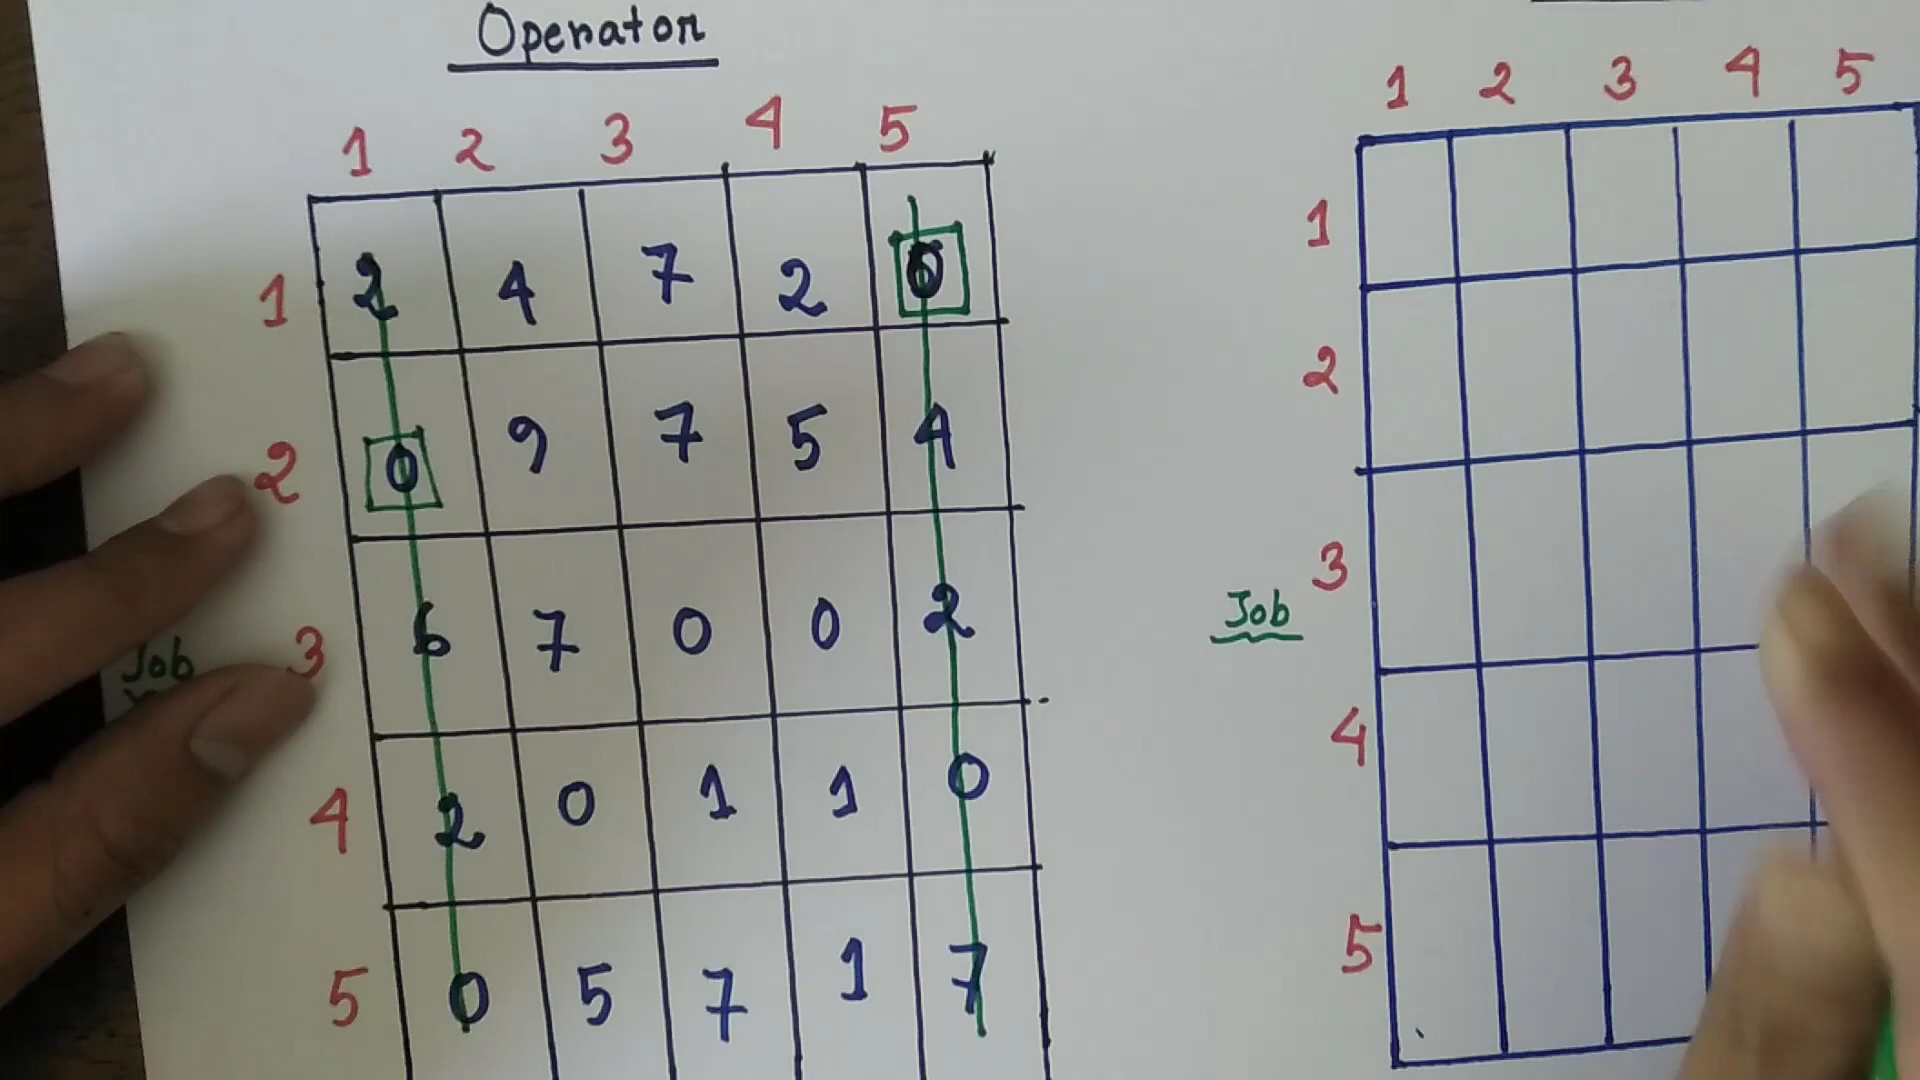 Operator
1 2 3 4 5
1 2 4 7 2 0
2 0 9 7 5 4
Job
3 6 7 0 0 2
4 2 0 1 1 0
5 0 5 7 1 7
1 2 3 4 5
1
2
Job
3
4
5